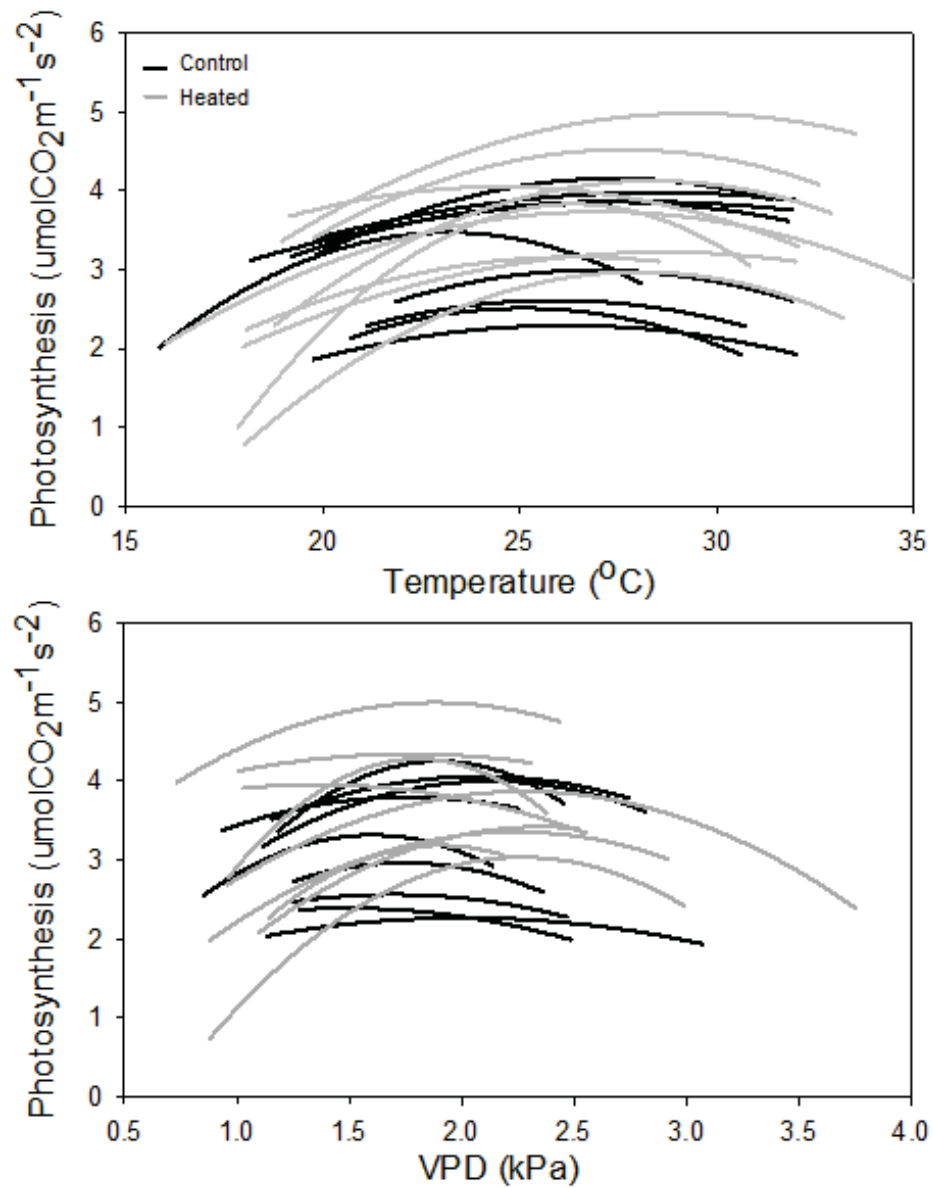 Photosynthesis (umolCO₂m⁻¹s⁻²)
6
5
4
3
2
1
0
Control
Heated
15 20 25 30 35
Temperature (ᴼC)
Photosynthesis (umolCO₂m⁻¹s⁻²)
6
5
4
3
2
1
0
0.5 1.0 1.5 2.0 2.5 3.0 3.5 4.0
VPD (kPa)